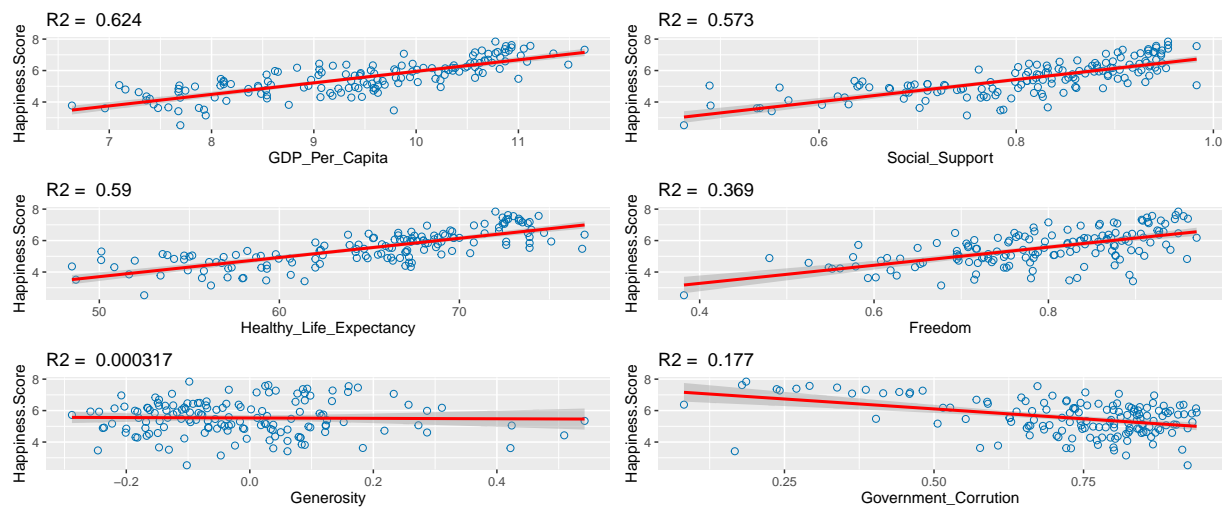 R2 =  0.624
Happiness.Score
8
6
4
7 8 9 10 11
GDP_Per_Capita
R2 =  0.573
Happiness.Score
8
6
4
0.6 0.8 1.0
Social_Support
R2 =  0.59
Happiness.Score
8
6
4
50 60 70
Healthy_Life_Expectancy
R2 =  0.369
Happiness.Score
8
6
4
0.4 0.6 0.8
Freedom
R2 =  0.000317
Happiness.Score
8
6
4
−0.2 0.0 0.2 0.4
Generosity
R2 =  0.177
Happiness.Score
8
6
4
0.25 0.50 0.75
Government_Corrution